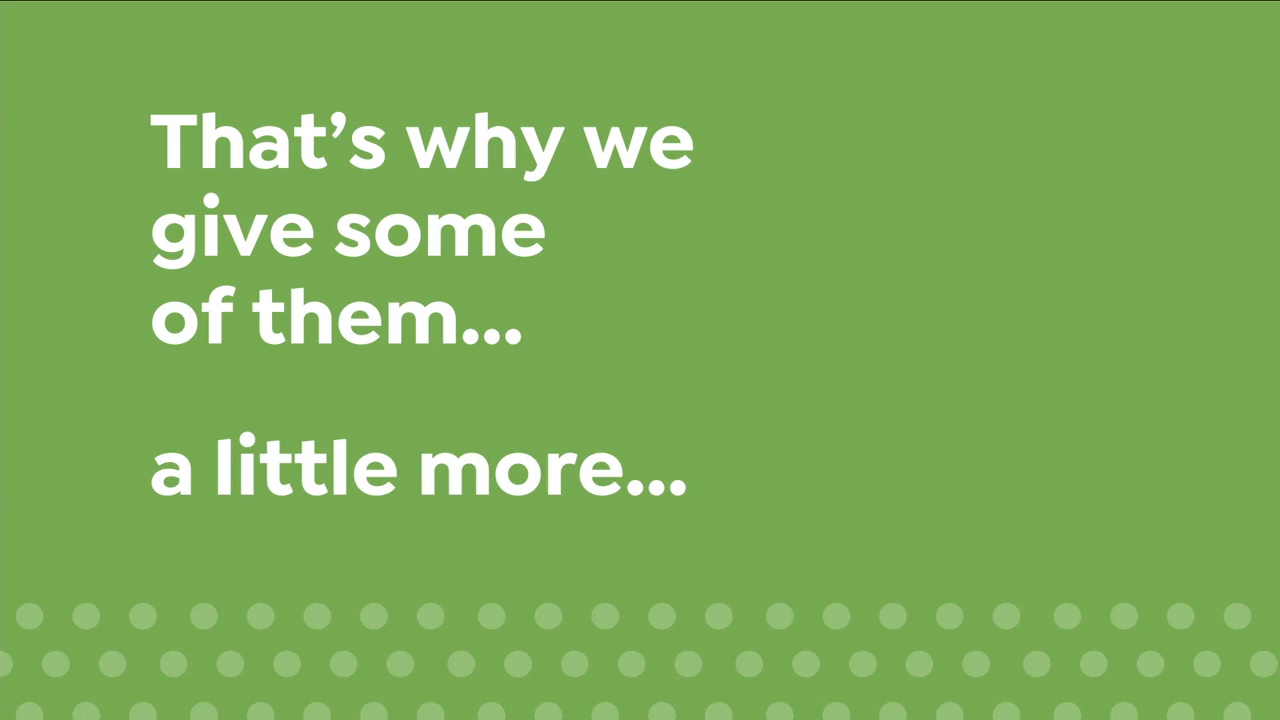 That’s why we
give some
of them...
a little more...